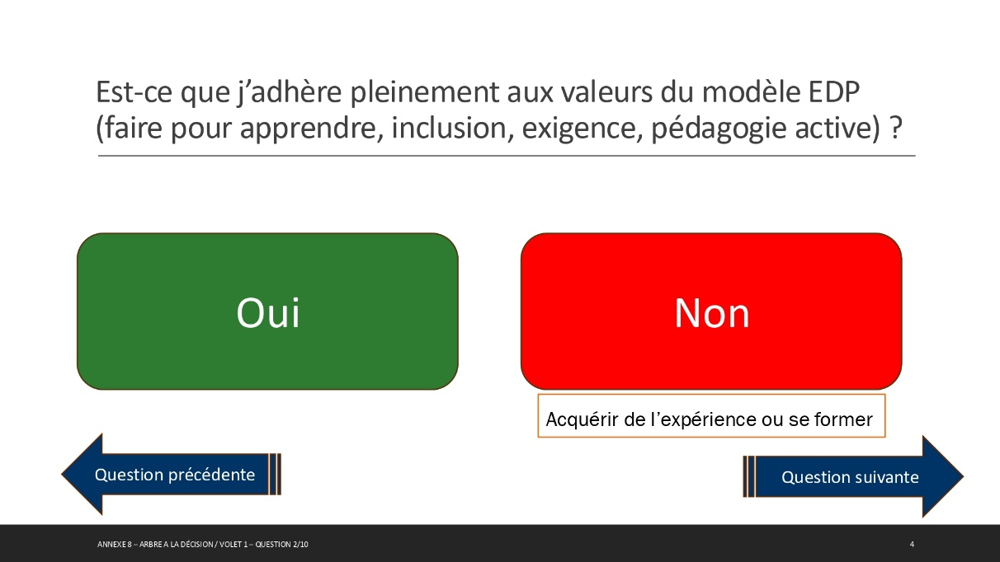 Est-ce que j’adhère pleinement aux valeurs du modèle EDP
(faire pour apprendre, inclusion, exigence, pédagogie active) ?
Oui
Non
Acquérir de l’expérience ou se former
Question précédente
Question suivante
ANNEXE 8 – ARBRE A LA DÉCISION / VOLET 1 – QUESTION 2/10
4